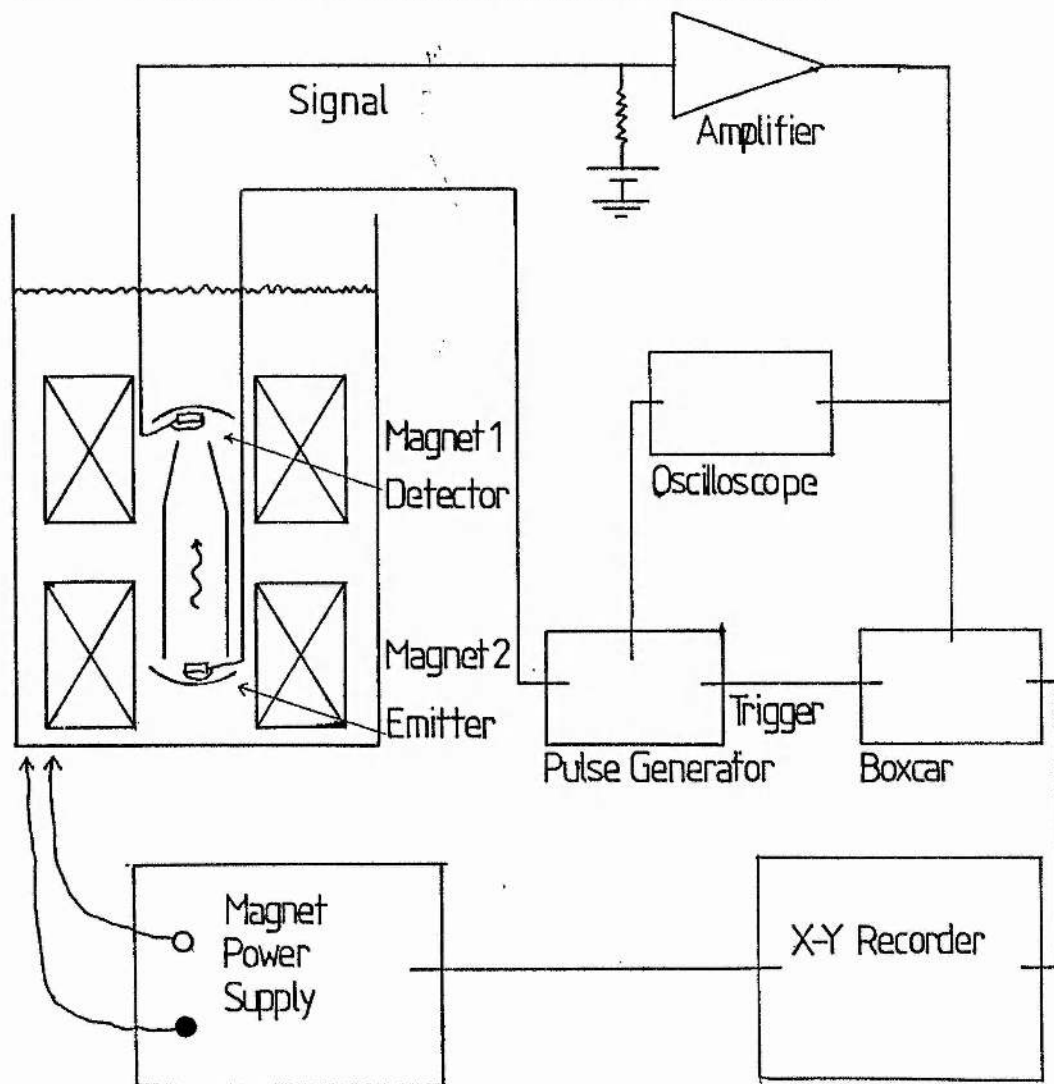 Signal
Amplifier
Magnet 1
Detector
Oscilloscope
Magnet 2
Emitter
Trigger
Pulse Generator
Boxcar
Magnet
Power
Supply
X-Y Recorder